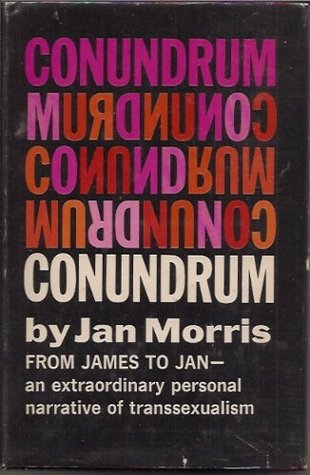 CONUNDRUM
CONUNDRUM
CONUNDRUM
CONUNDRUM
CONUNDRUM
by Jan Morris
FROM JAMES TO JAN—
an extraordinary personal
narrative of transsexualism